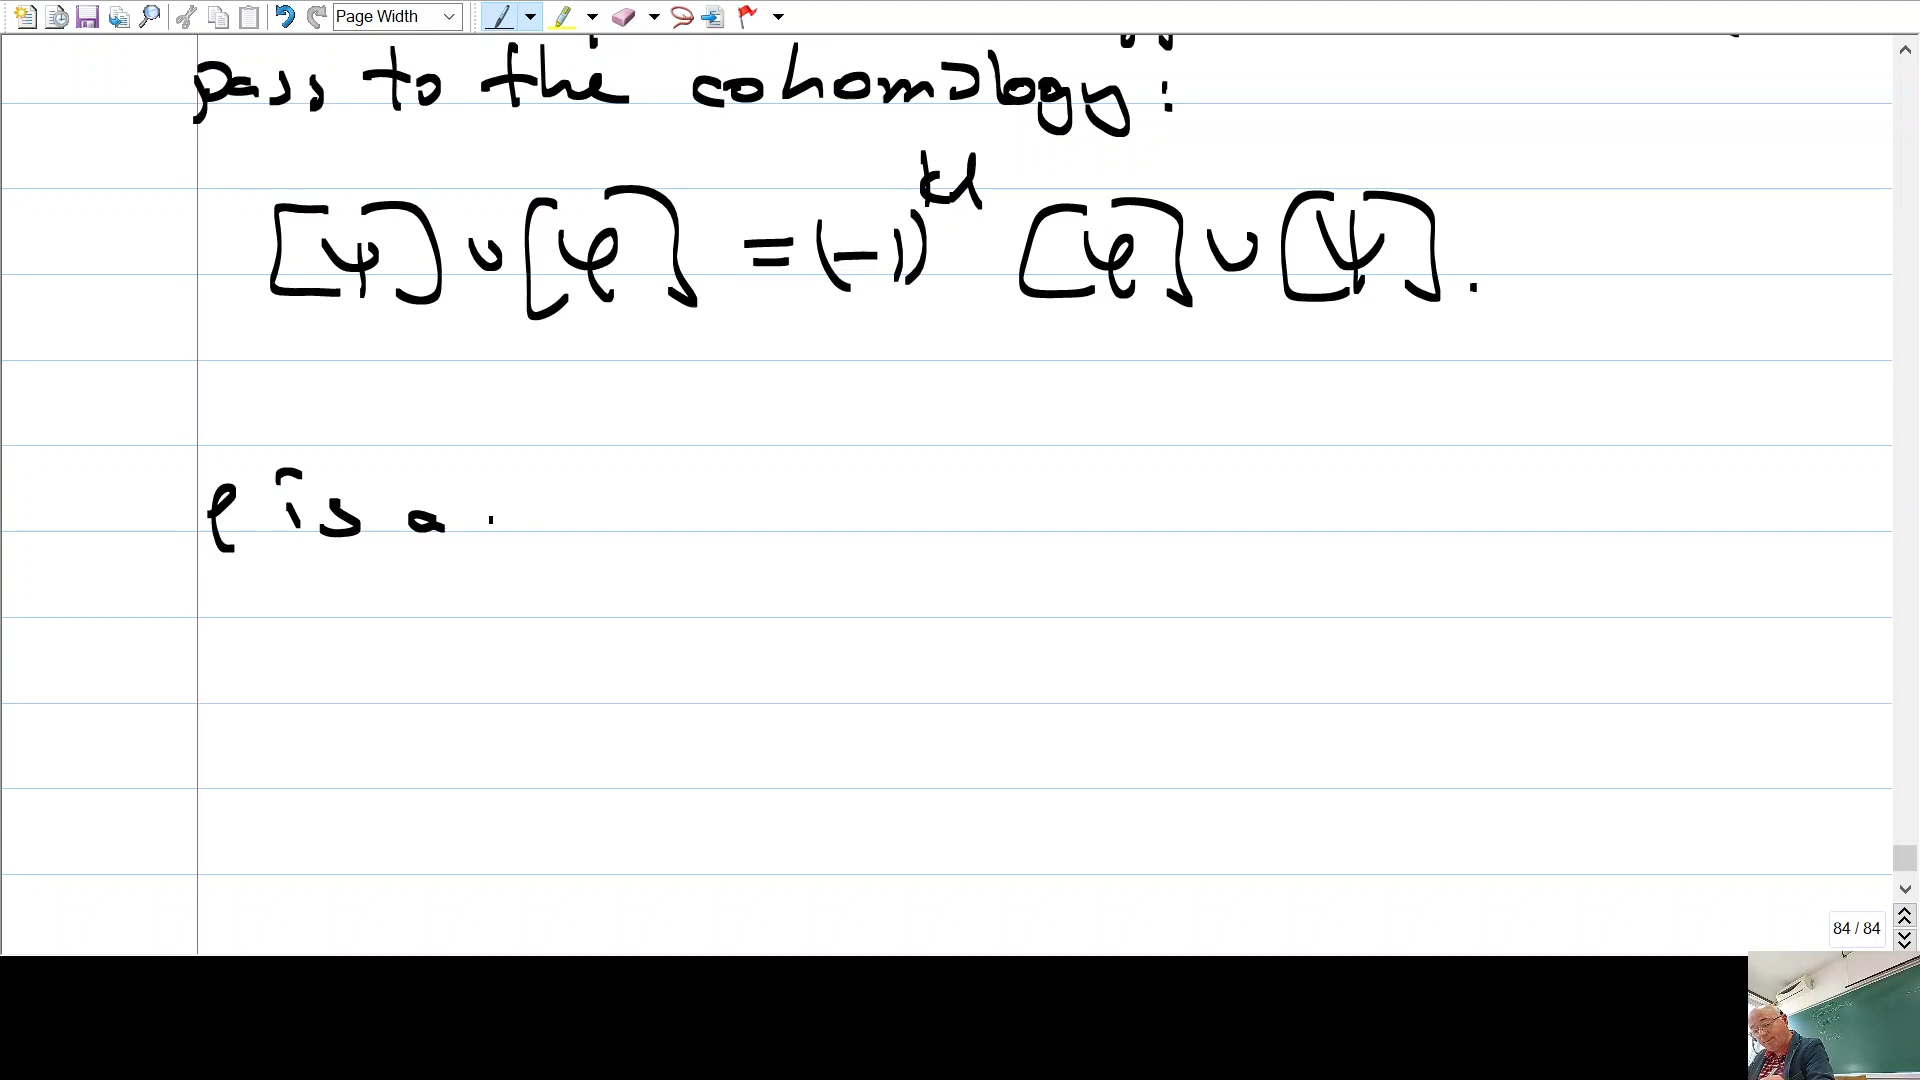 Page Width
pass to the cohomology:
[ψ] ∪ [φ] = (-1)^{kl} [φ] ∪ [ψ].
ρ is a
84 / 84